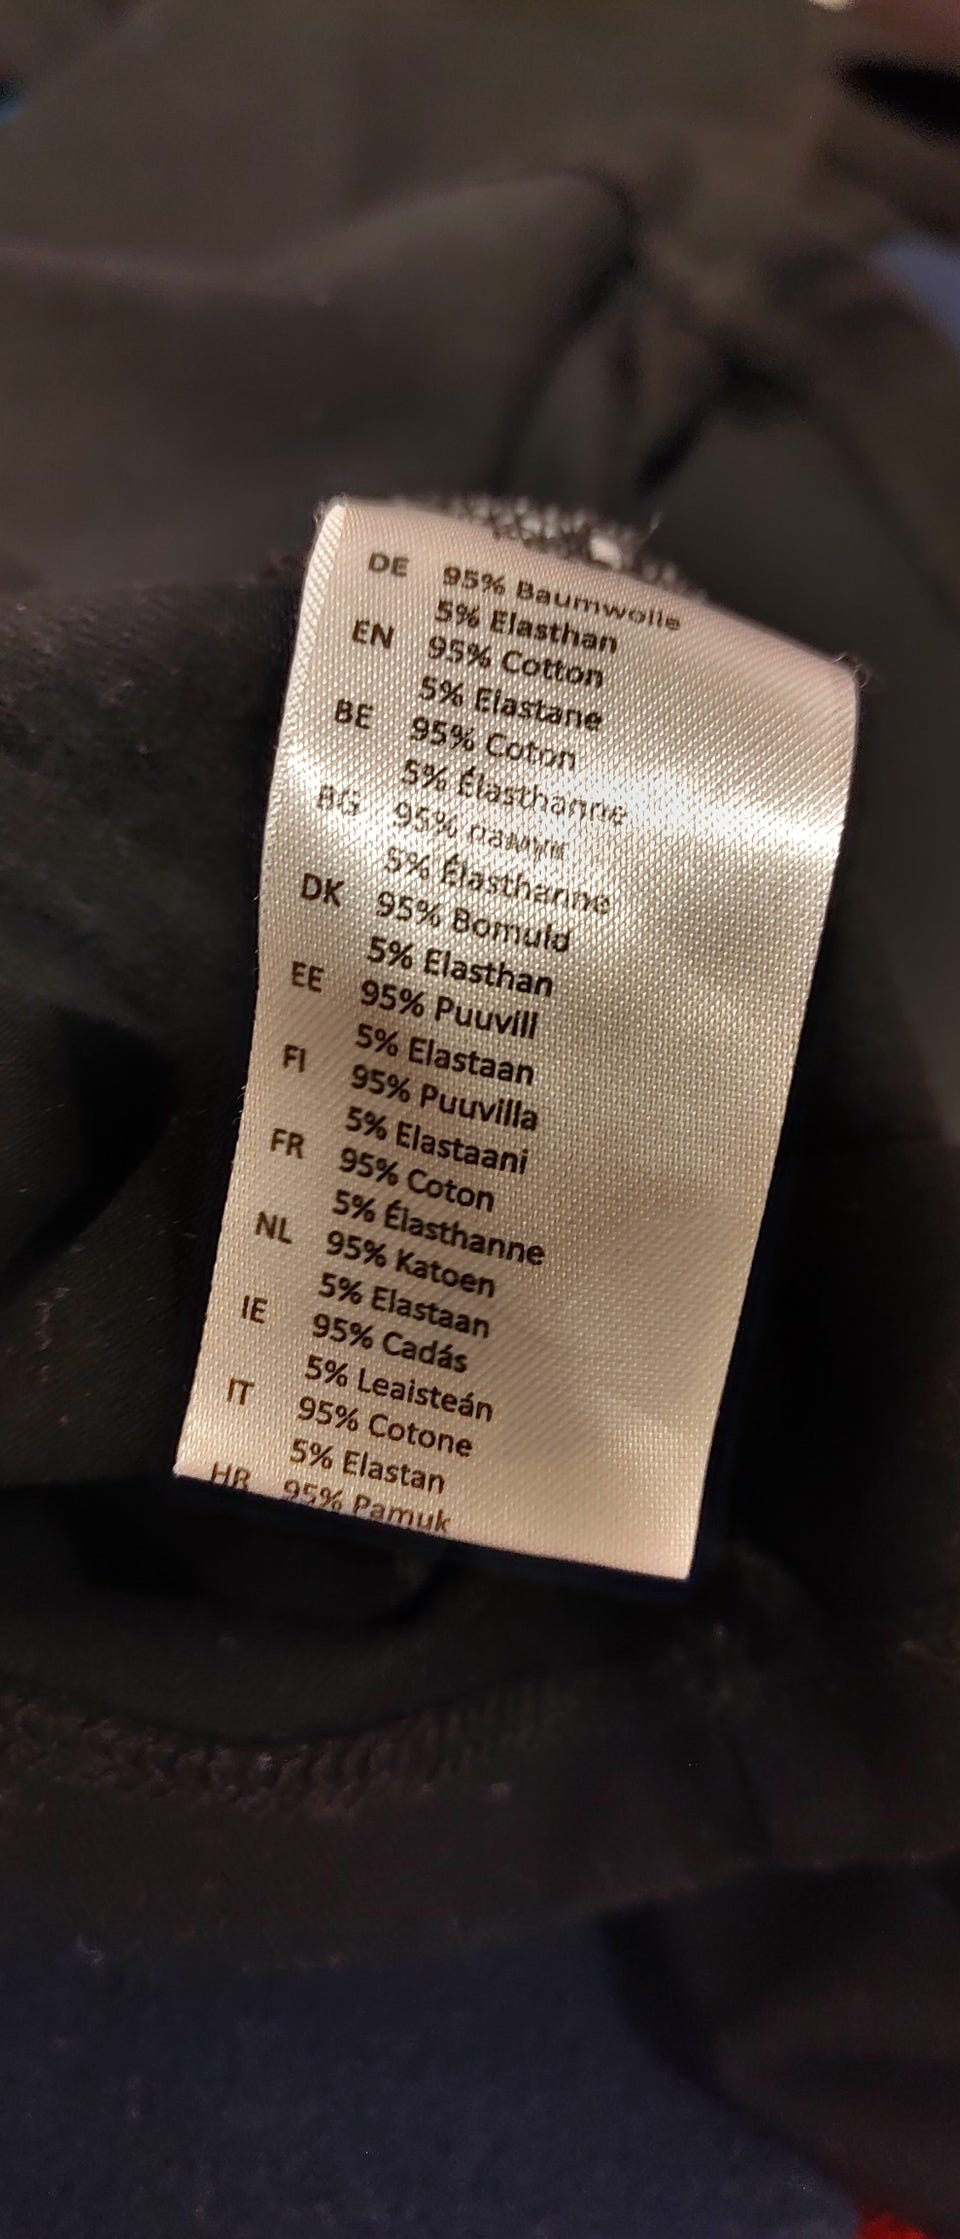 DE 95% Baumwolle
5% Elasthan
EN 95% Cotton
5% Elastane
BE 95% Coton
5% Élasthanne
BG 95% памук
5% Élasthanne
DK 95% Bomuld
5% Elasthan
EE 95% Puuvill
5% Elastaan
FI 95% Puuvilla
5% Elastaani
FR 95% Coton
5% Élasthanne
NL 95% Katoen
5% Elastaan
IE 95% Cadás
5% Leaisteán
IT 95% Cotone
5% Elastan
HR 95% Pamuk